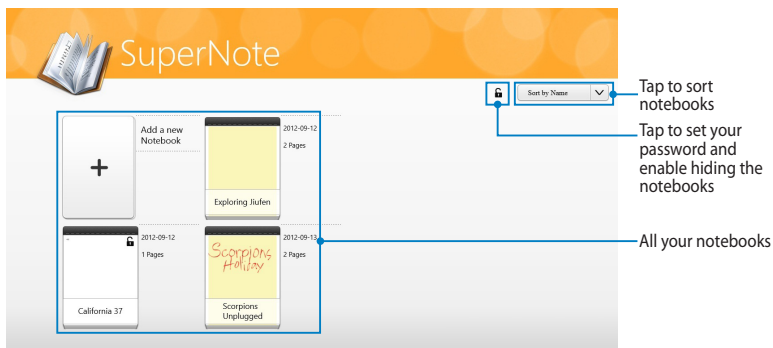 SuperNote
Sort by Name
Tap to sort
notebooks
Tap to set your
password and
enable hiding the
notebooks
Add a new
Notebook
2012-09-12
2 Pages
Exploring Jiufen
2012-09-12
1 Pages
California 37
Scorpions
Holiday
2012-09-13
2 Pages
Scorpions
Unplugged
All your notebooks